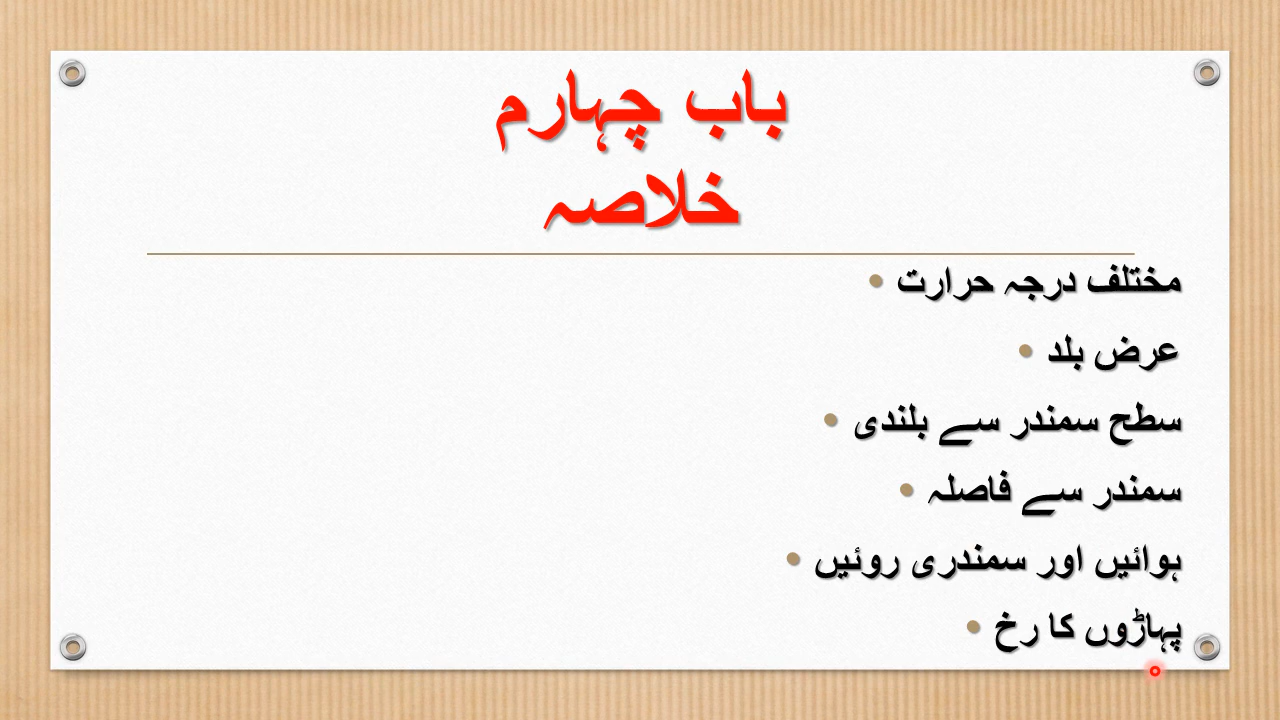 باب چہارم
خلاصہ
مختلف درجہ حرارت •
عرض بلد •
سطح سمندر سے بلندی •
سمندر سے فاصلہ •
ہوائیں اور سمندری روئیں •
پہاڑوں کا رخ •